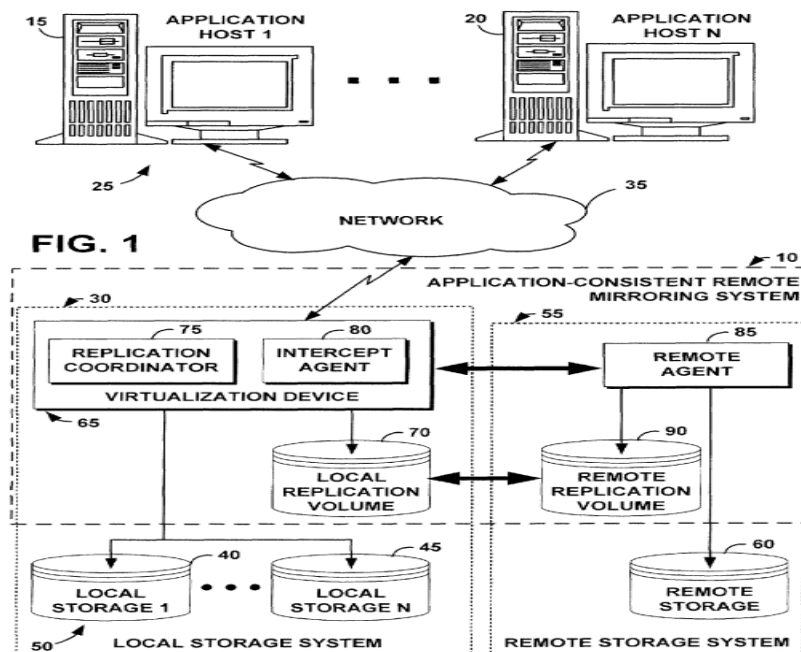 15
APPLICATION
HOST 1
20
APPLICATION
HOST N
25
35
NETWORK
FIG. 1
10
APPLICATION-CONSISTENT REMOTE
MIRRORING SYSTEM
30
55
75
REPLICATION
COORDINATOR
80
INTERCEPT
AGENT
VIRTUALIZATION DEVICE
65
85
REMOTE
AGENT
70
LOCAL
REPLICATION
VOLUME
90
REMOTE
REPLICATION
VOLUME
40
LOCAL
STORAGE 1
45
LOCAL
STORAGE N
60
REMOTE
STORAGE
50
LOCAL STORAGE SYSTEM
REMOTE STORAGE SYSTEM